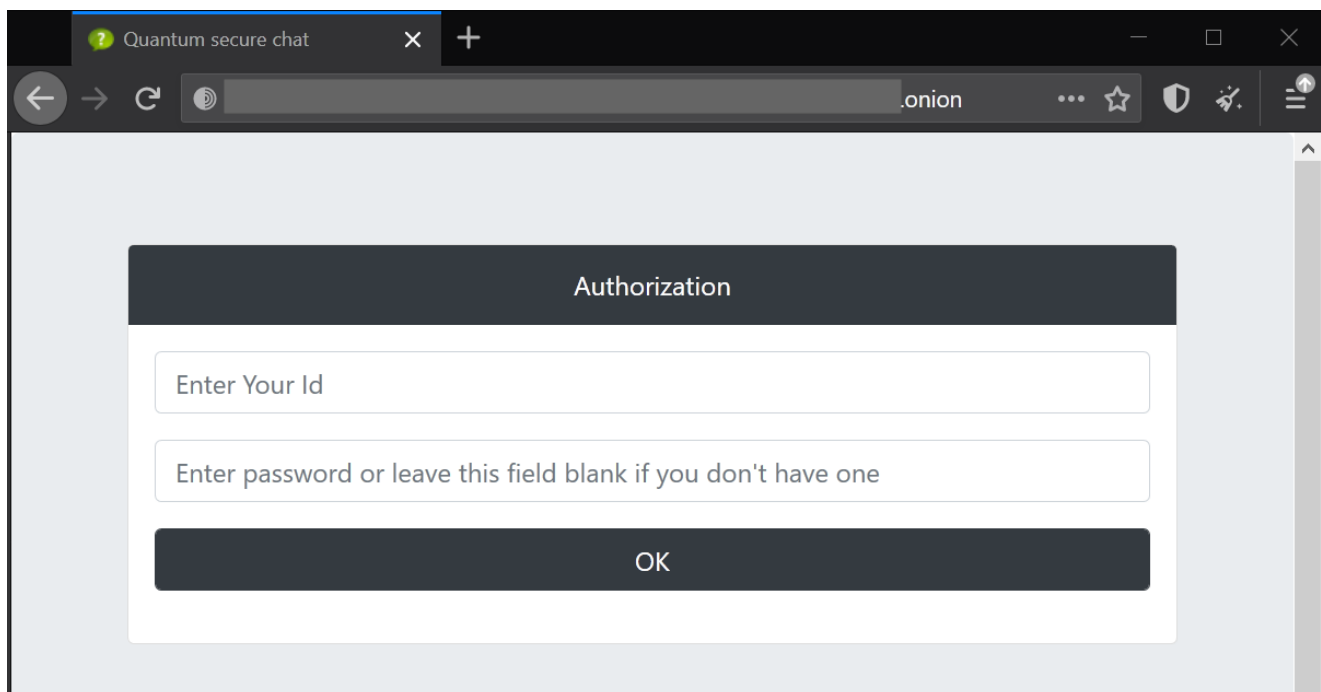 Quantum secure chat
.onion
Authorization
Enter Your Id
Enter password or leave this field blank if you don't have one
OK